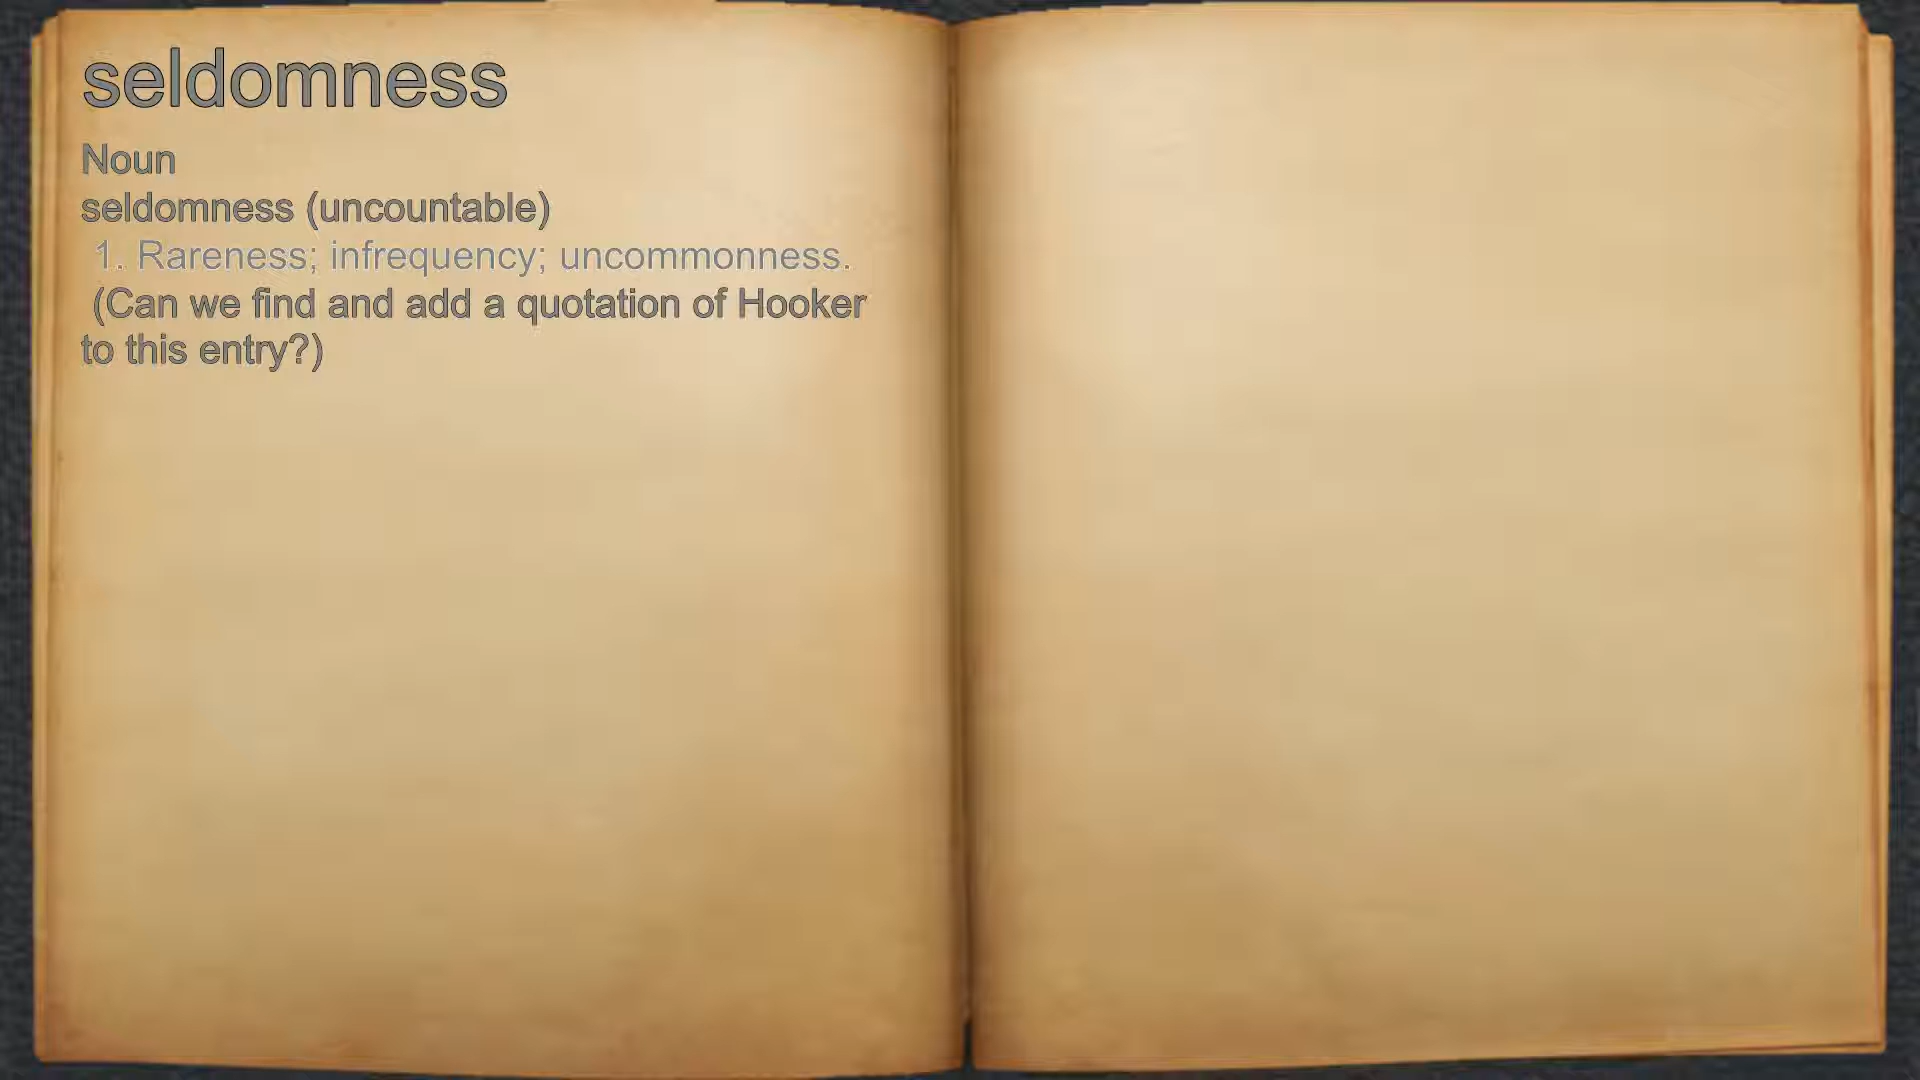 seldomness
Noun
seldomness (uncountable)
1. Rareness; infrequency; uncommonness.
(Can we find and add a quotation of Hooker
to this entry?)